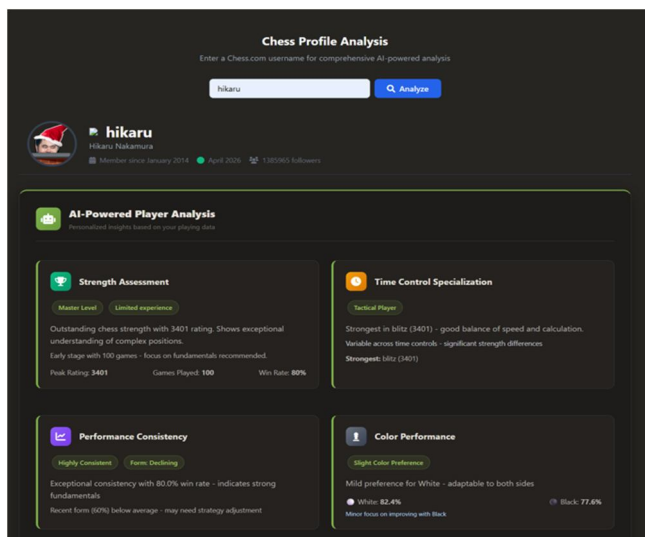 Chess Profile Analysis
Enter a Chess.com username for comprehensive AI-powered analysis
hikaru
Analyze
hikaru
Hikaru Nakamura
Member since January 2014 April 2026 1385965 followers
AI-Powered Player Analysis
Personalized insights based on your playing data
Strength Assessment
Master Level Limited experience
Outstanding chess strength with 3401 rating. Shows exceptional
understanding of complex positions.
Early stage with 100 games - focus on fundamentals recommended.
Peak Rating: 3401 Games Played: 100 Win Rate: 80%
Time Control Specialization
Tactical Player
Strongest in blitz (3401) - good balance of speed and calculation.
Variable across time controls - significant strength differences
Strongest: blitz (3401)
Performance Consistency
Highly Consistent Form: Declining
Exceptional consistency with 80.0% win rate - indicates strong
fundamentals
Recent form (60%) below average - may need strategy adjustment
Color Performance
Slight Color Preference
Mild preference for White - adaptable to both sides
White: 82.4% Black: 77.6%
Minor focus on improving with Black